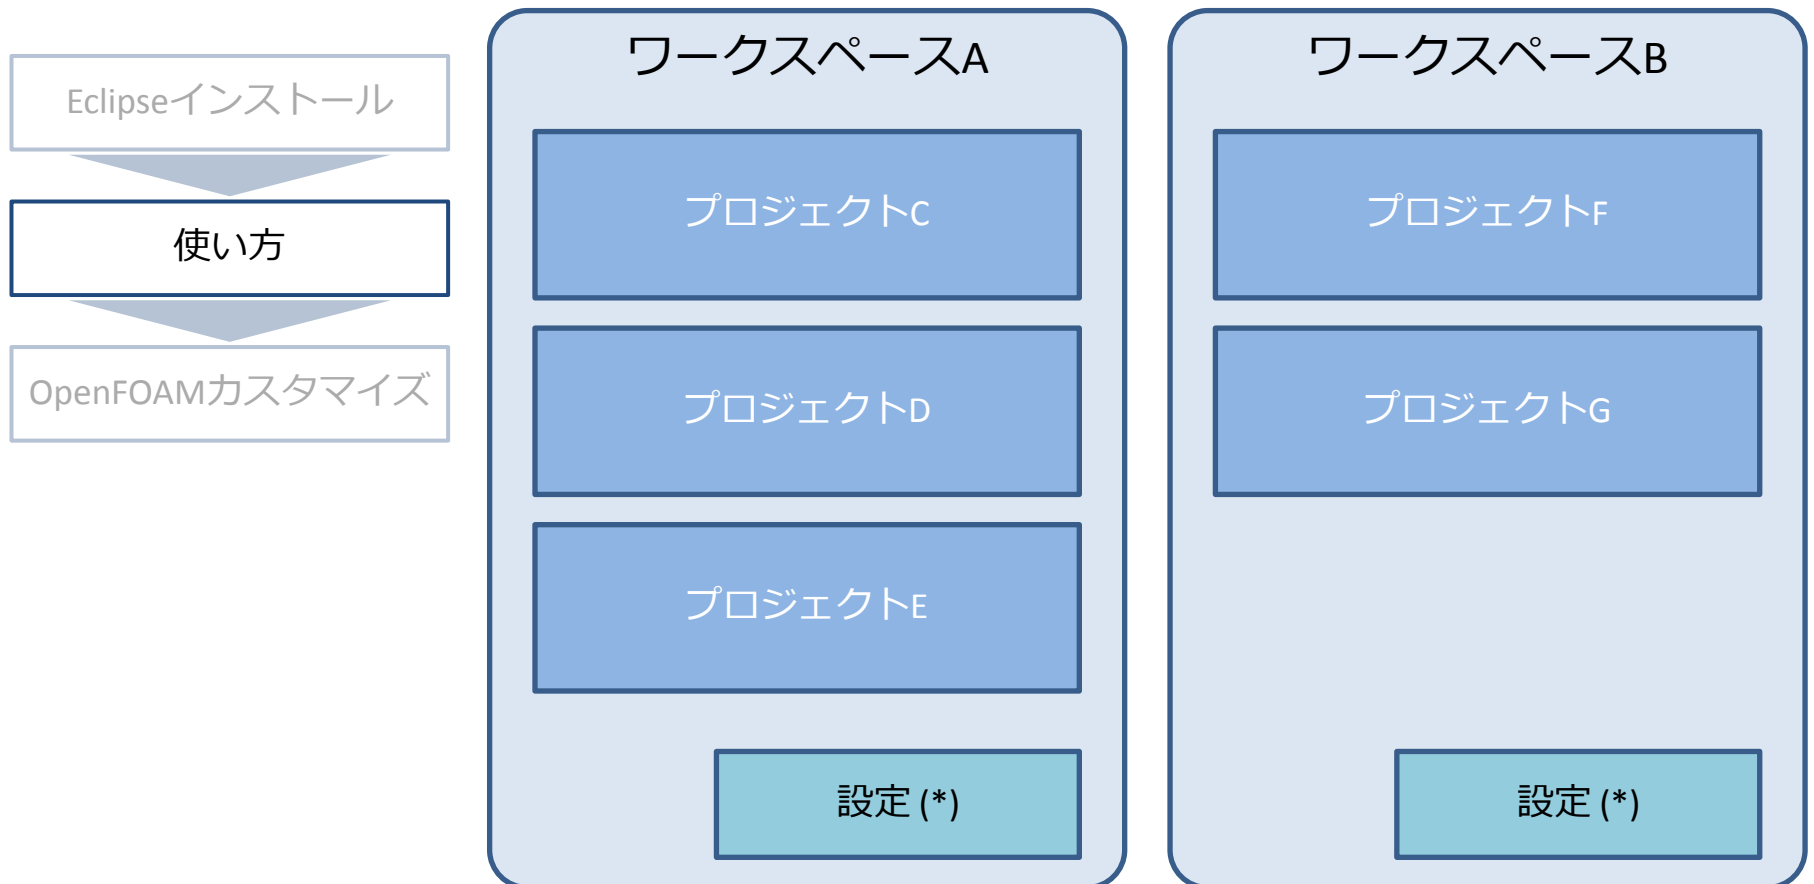 Eclipseインストール
使い方
OpenFOAMカスタマイズ
ワークスペースA
プロジェクトC
プロジェクトD
プロジェクトE
設定 (*)
ワークスペースB
プロジェクトF
プロジェクトG
設定 (*)